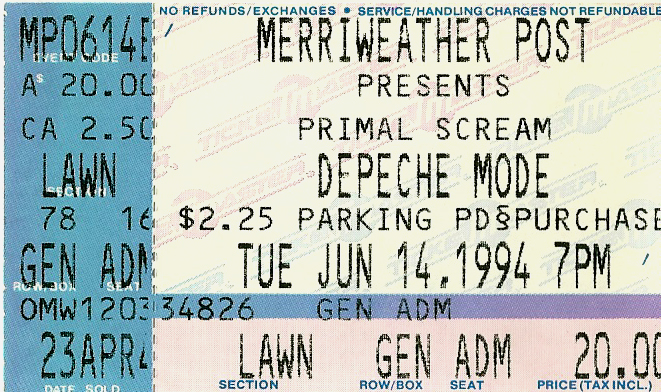 NO REFUNDS/EXCHANGES • SERVICE/HANDLING CHARGES NOT REFUNDABLE
MP0614E MERRIWEATHER POST
EVENT CODE
A$ 20.00 PRESENTS
CA 2.50 PRIMAL SCREAM
LAWN DEPECHE MODE
SECTION
78 16 $2.25 PARKING PD§PURCHASE
GEN ADM TUE JUN 14,1994 7PM
ROW/BOX SEAT
OMW1203 34826 GEN ADM
23APR4 LAWN GEN ADM 20.00
DATE SOLD SECTION ROW/BOX SEAT PRICE(TAX INCL.)
TICKETMASTER